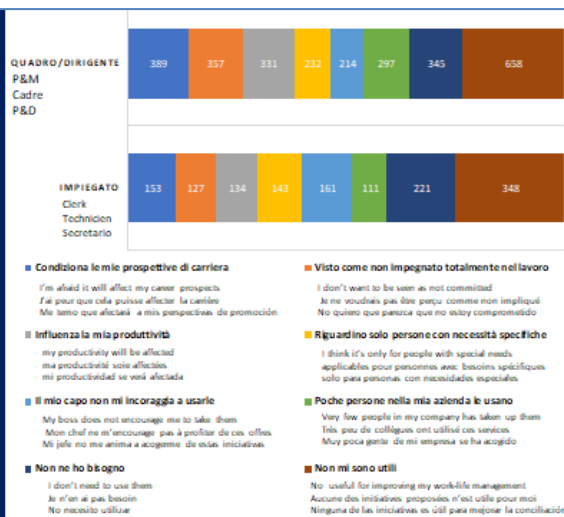 QUADRO/DIRIGENTE
P&M
Cadre
P&D
389 357 331 232 214 297 345 658
IMPIEGATO
Clerk
Technicien
Secretario
153 127 134 143 161 111 221 348
Condiziona le mie prospettive di carriera
I'm afraid it will affect my career prospects
J'ai peur que cela puisse affecter la carrière
Me temo que afectará a mis perspectivas de promoción
Visto come non impegnato totalmente nel lavoro
I don't want to be seen as not committed
Je ne voudrais pas être perçu comme non impliqué
No quiero que parezca que no estoy comprometido
Influenza la mia produttività
my productivity will be affected
ma productivité soie affectées
mi productividad se verá afectada
Riguardino solo persone con necessità specifiche
I think it's only for people with special needs
applicables pour personnes avec besoins spécifiques
solo para personas con necesidades especiales
Il mio capo non mi incoraggia a usarle
My boss does not encourage me to take them
Mon chef ne m'encourage pas à profiter de ces offres
Mi jefe no me anima a acogerme de estas iniciativas
Poche persone nella mia azienda le usano
Very few people in my company has taken up them
Très peu de collègues ont utilisé ces services
Muy poca gente de mi empresa se ha acogido
Non ne ho bisogno
I don't need to use them
Je n'en ai pas besoin
No necesito utilizar
Non mi sono utili
No useful for improving my work-life management
Aucune des initiatives proposées n'est utile pour moi
Ninguna de las iniciativas es útil para mejorar la conciliación